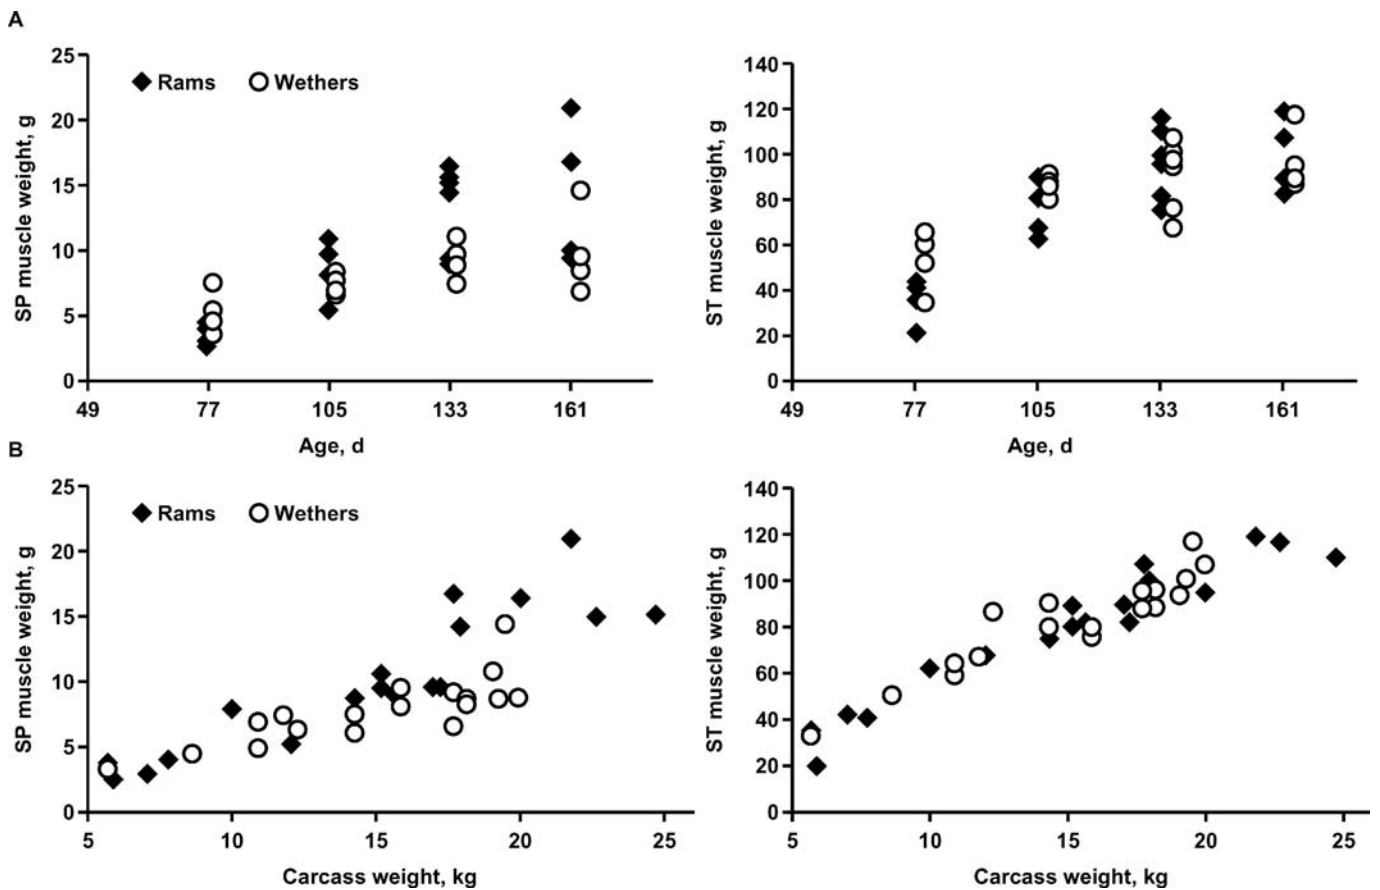 A
SP muscle weight, g
25
20
15
10
5
0
Rams
Wethers
49 77 105 133 161
Age, d
ST muscle weight, g
140
120
100
80
60
40
20
0
49 77 105 133 161
Age, d
B
SP muscle weight, g
25
20
15
10
5
0
Rams
Wethers
5 10 15 20 25
Carcass weight, kg
ST muscle weight, g
140
120
100
80
60
40
20
0
5 10 15 20 25
Carcass weight, kg